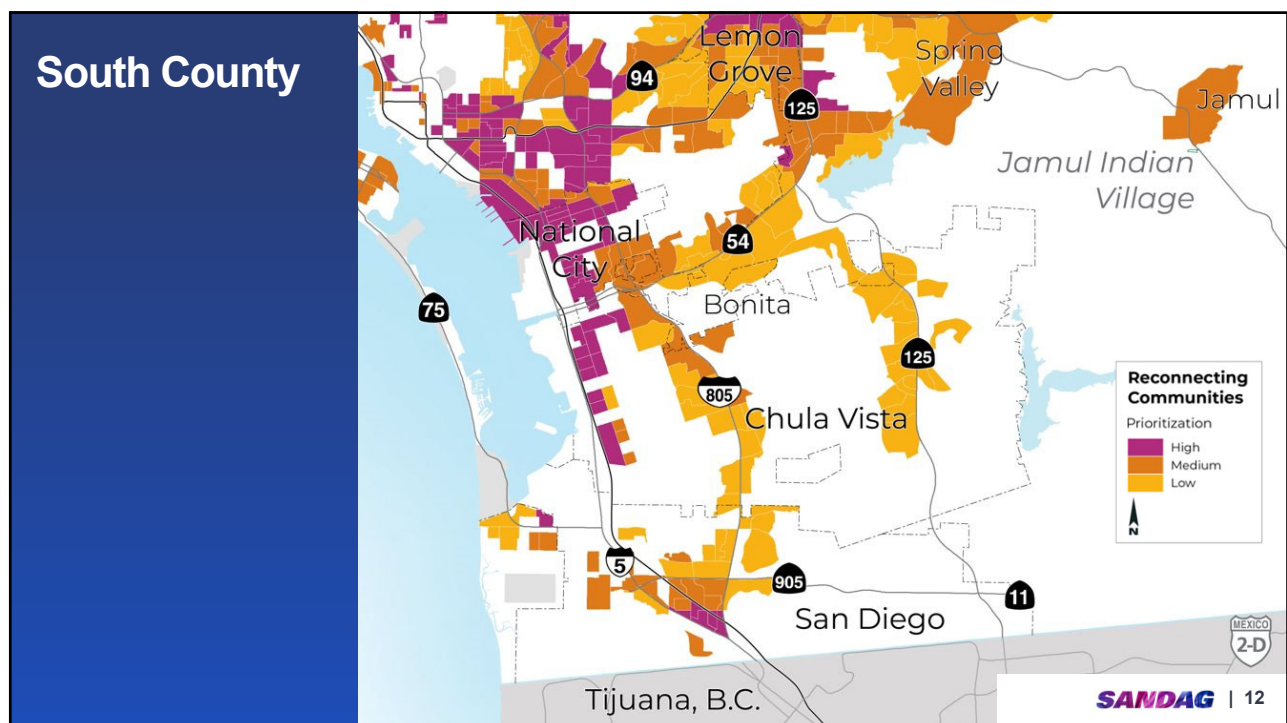 South County
Lemon
Grove
Spring
Valley
94
125
Jamul
Jamul Indian
Village
National
City
54
75
Bonita
125
805
Chula Vista
Reconnecting
Communities
Prioritization
High
Medium
Low
N
5
905
11
San Diego
MEXICO
2-D
Tijuana, B.C.
SANDAG | 12